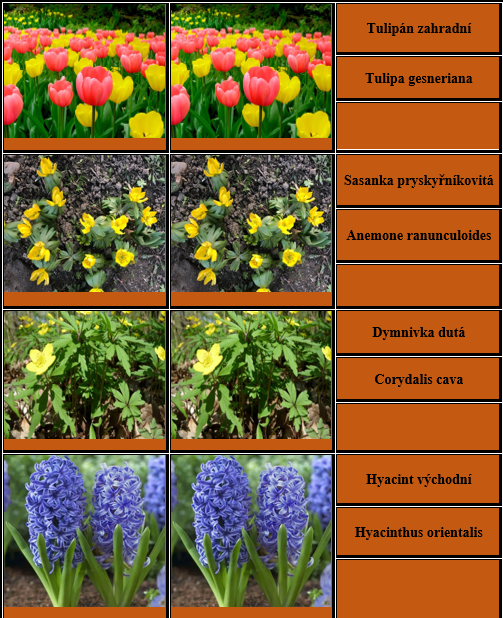 Tulipán zahradní
Tulipa gesneriana
Sasanka pryskyřníkovitá
Anemone ranunculoides
Dymnivka dutá
Corydalis cava
Hyacint východní
Hyacinthus orientalis